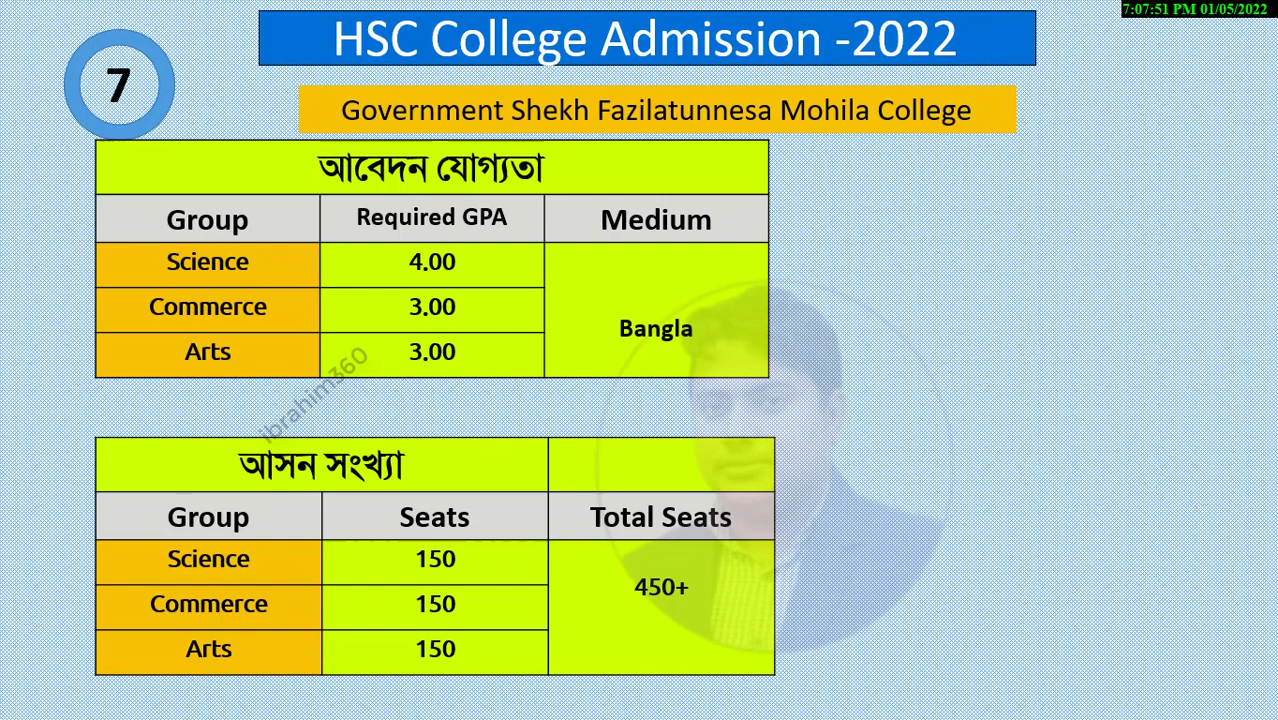 7:07:51 PM 01/05/2022
HSC College Admission -2022
7
Government Shekh Fazilatunnesa Mohila College
আবেদন যোগ্যতা
Group Required GPA Medium
Science 4.00
Commerce 3.00
Bangla
Arts 3.00
ibrahim360
আসন সংখ্যা
Group Seats Total Seats
Science 150
450+
Commerce 150
Arts 150